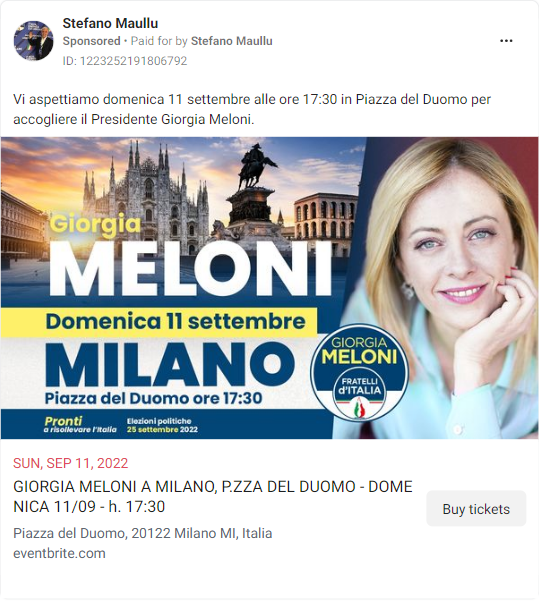 Stefano Maullu
Sponsored • Paid for by Stefano Maullu
ID: 1223252191806792
Vi aspettiamo domenica 11 settembre alle ore 17:30 in Piazza del Duomo per
accogliere il Presidente Giorgia Meloni.
Giorgia
MELONI
Domenica 11 settembre
MILANO
Piazza del Duomo ore 17:30
Pronti
a risollevare l'Italia
Elezioni politiche
25 settembre 2022
GIORGIA
MELONI
FRATELLI
d'ITALIA
SUN, SEP 11, 2022
GIORGIA MELONI A MILANO, P.ZZA DEL DUOMO - DOME
NICA 11/09 - h. 17:30
Buy tickets
Piazza del Duomo, 20122 Milano MI, Italia
eventbrite.com